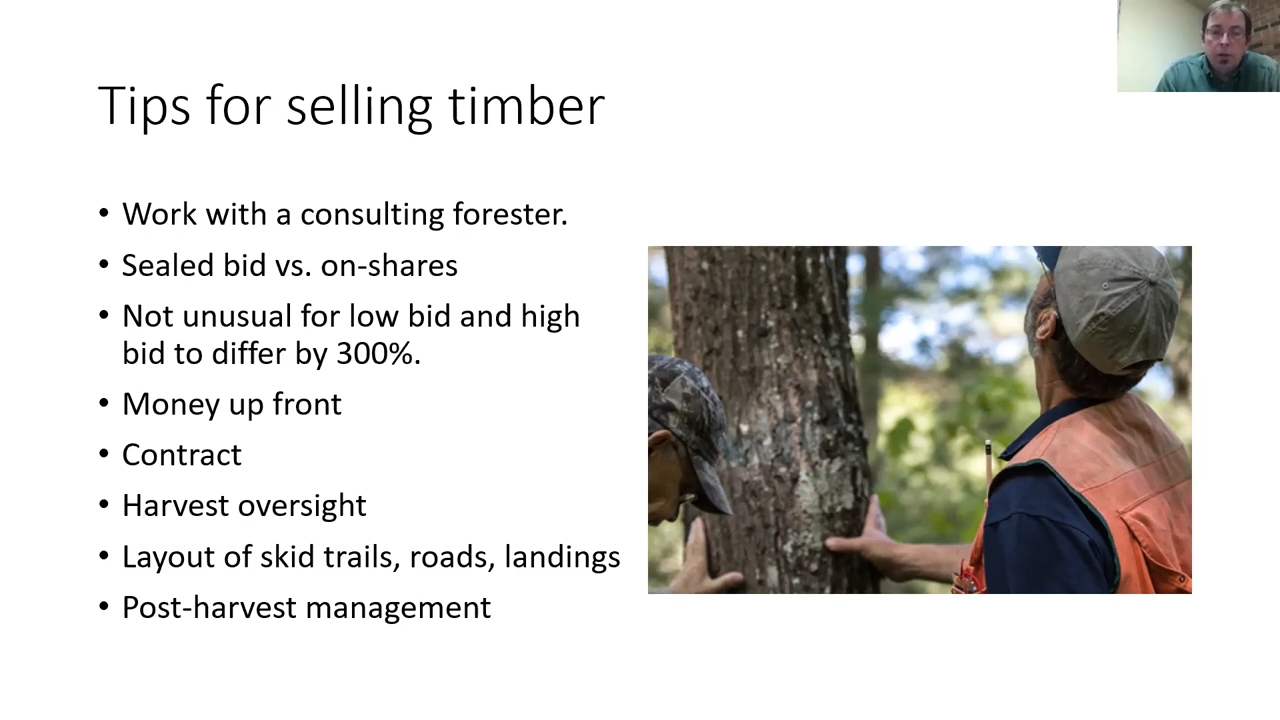 Tips for selling timber
• Work with a consulting forester.
• Sealed bid vs. on-shares
• Not unusual for low bid and high
bid to differ by 300%.
• Money up front
• Contract
• Harvest oversight
• Layout of skid trails, roads, landings
• Post-harvest management